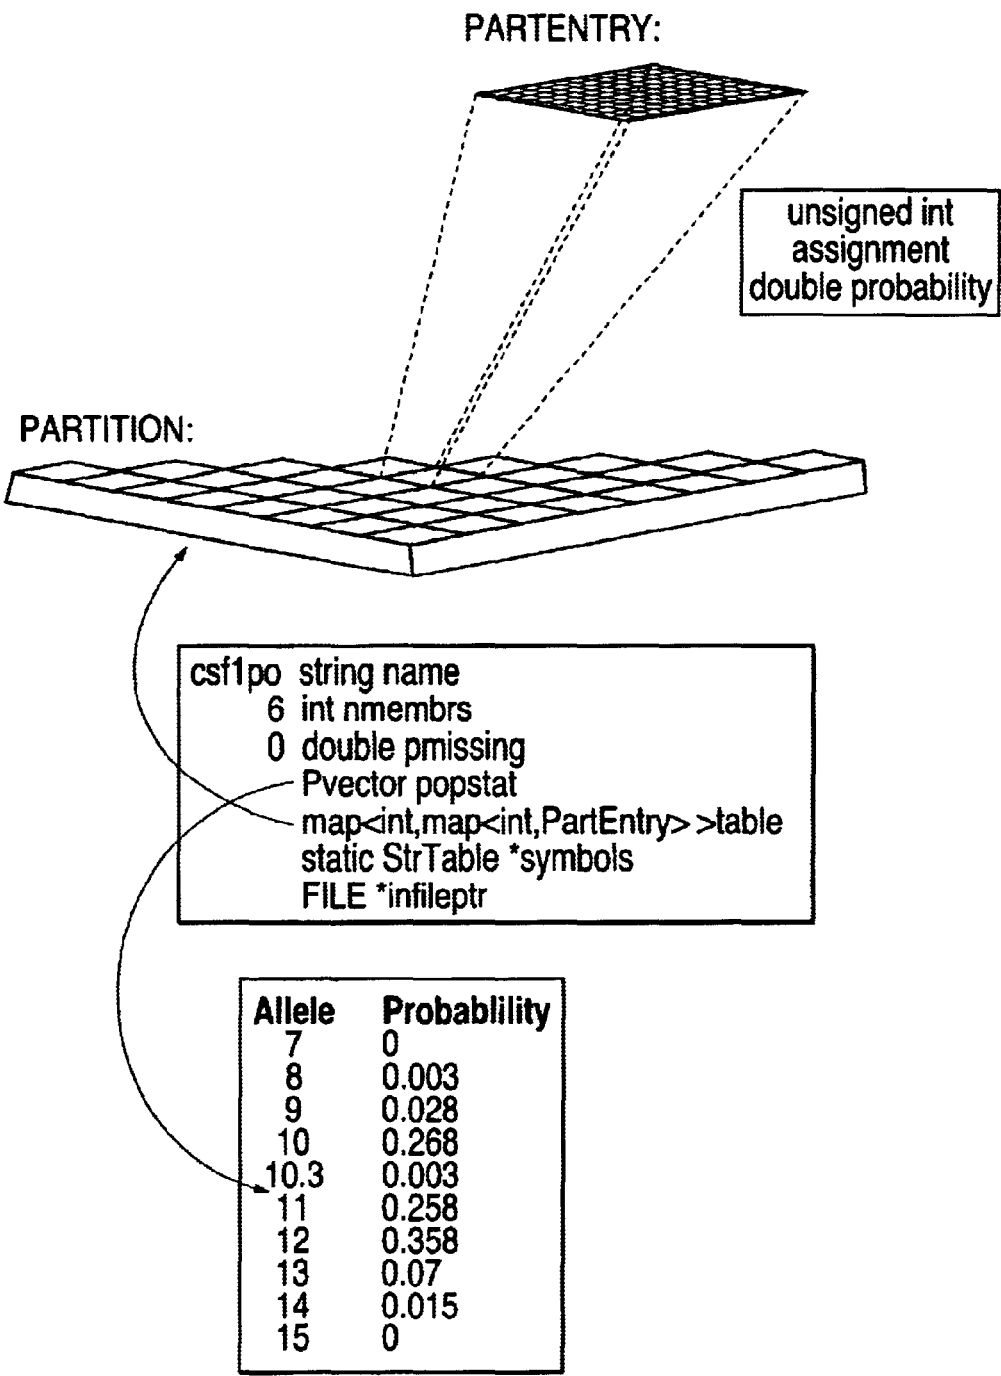 PARTENTRY:
unsigned int
assignment
double probability
PARTITION:
csf1po string name
6 int nmembrs
0 double pmissing
Pvector popstat
map<int,map<int,PartEntry> >table
static StrTable *symbols
FILE *infileptr
Allele Probablility
7 0
8 0.003
9 0.028
10 0.268
10.3 0.003
11 0.258
12 0.358
13 0.07
14 0.015
15 0